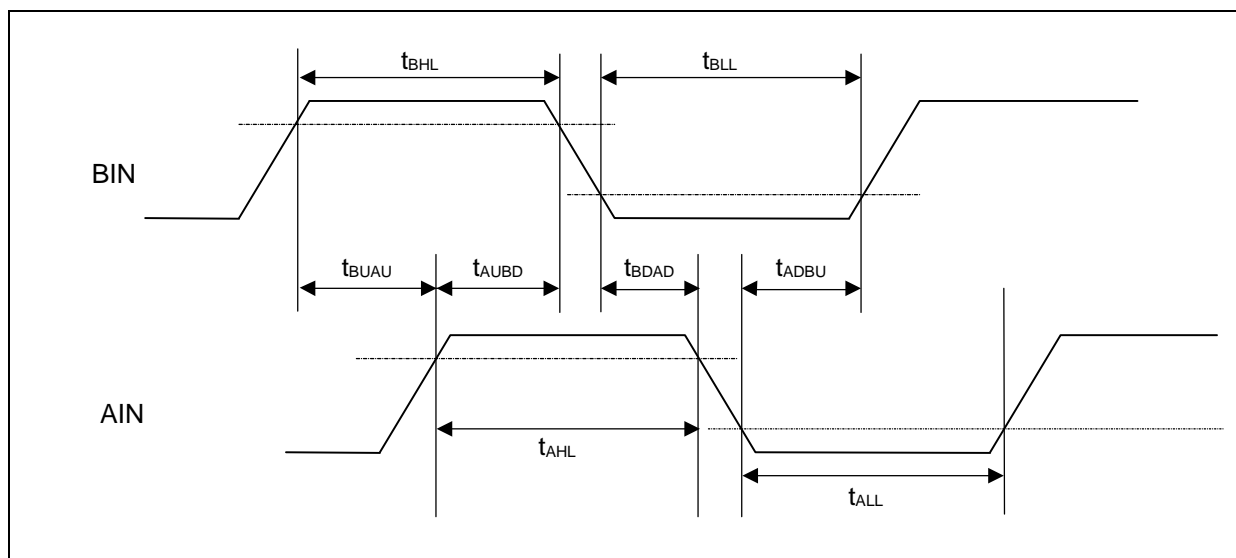 tBHL
tBLL
BIN
tBUAU
tAUBD
tBDAD
tADBU
AIN
tAHL
tALL